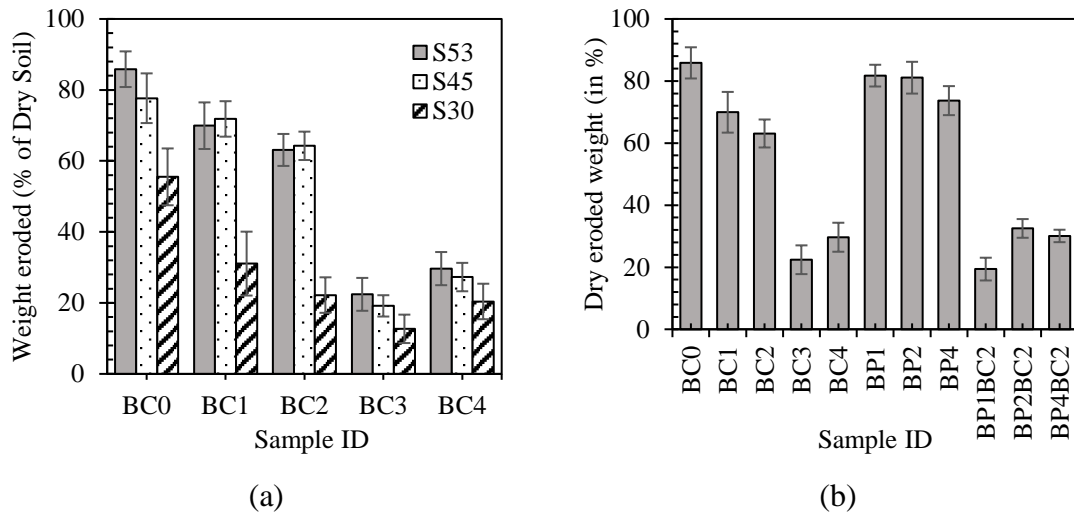 100
80
60
40
20
0
Weight eroded (% of Dry Soil)
S53
S45
S30
BC0 BC1 BC2 BC3 BC4
Sample ID
(a)
100
80
60
40
20
0
Dry eroded weight (in %)
BC0
BC1
BC2
BC3
BC4
BP1
BP2
BP4
BP1BC2
BP2BC2
BP4BC2
Sample ID
(b)